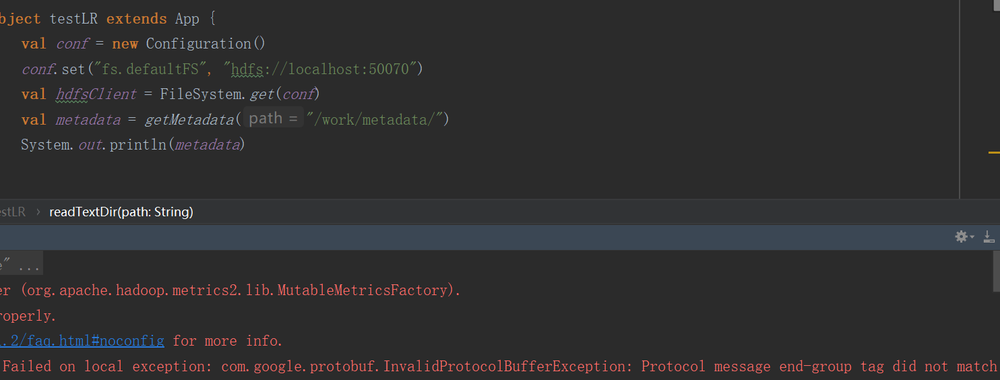 bject testLR extends App {
val conf = new Configuration()
conf.set("fs.defaultFS", "hdfs://localhost:50070")
val hdfsClient = FileSystem.get(conf)
val metadata = getMetadata( path = "/work/metadata/")
System.out.println(metadata)
estLR › readTextDir(path: String)
e" ...
er (org.apache.hadoop.metrics2.lib.MutableMetricsFactory).
roperly.
.2/faq.html#noconfig for more info.
Failed on local exception: com.google.protobuf.InvalidProtocolBufferException: Protocol message end-group tag did not match